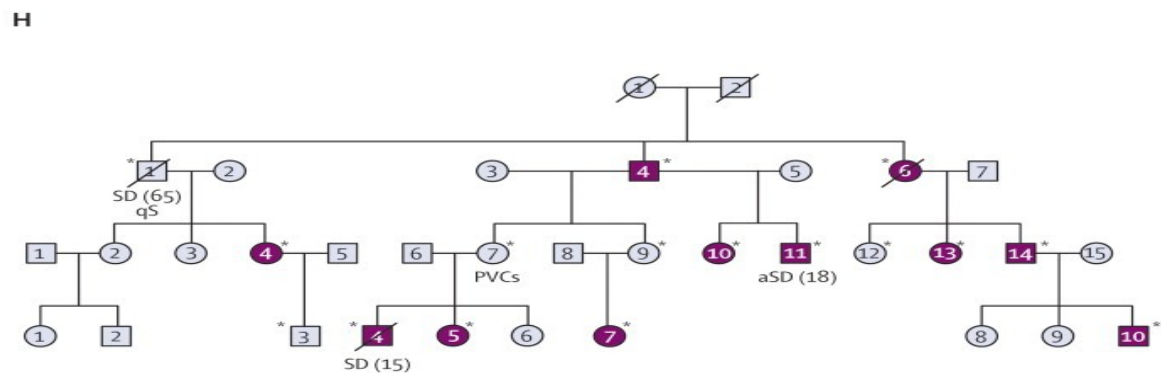 H
1 2
* 1 2 3 4 * 5 * 6 7
SD (65)
qS
1 2 3 4 * 5 6 7 * 8 9 * 10 * 11 * 12 * 13 * 14 * 15
PVCs aSD (18)
1 2 * 3 * 4 5 * 6 7 * 8 9 10 *
SD (15)